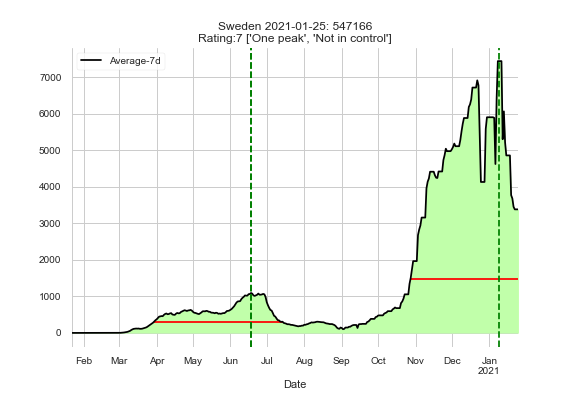 Sweden 2021-01-25: 547166
Rating:7 ['One peak', 'Not in control']
Average-7d
7000
6000
5000
4000
3000
2000
1000
0
Feb Mar Apr May Jun Jul Aug Sep Oct Nov Dec Jan
2021
Date